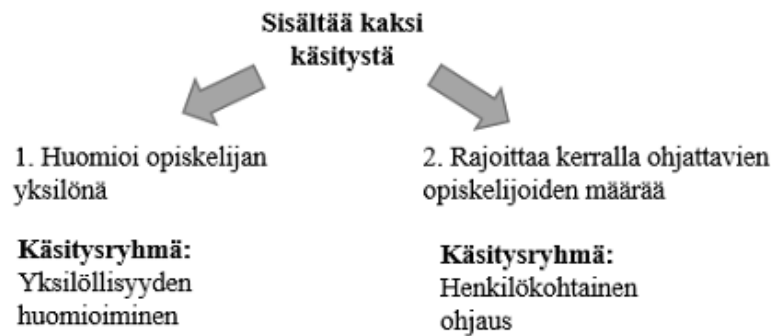 Sisältää kaksi
käsitystä
1. Huomioi opiskelijan
yksilönä
Käsitysryhmä:
Yksilöllisyyden
huomioiminen
2. Rajoittaa kerralla ohjattavien
opiskelijoiden määrää
Käsitysryhmä:
Henkilökohtainen
ohjaus